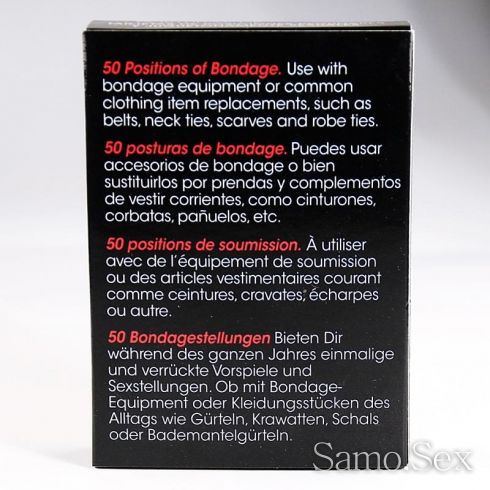 50 Positions of Bondage. Use with
bondage equipment or common
clothing item replacements, such as
belts, neck ties, scarves and robe ties.
50 posturas de bondage. Puedes usar
accesorios de bondage o bien
sustituirlos por prendas y complementos
de vestir corrientes, como cinturones,
corbatas, pañuelos, etc.
50 positions de soumission. À utiliser
avec de l'équipement de soumission
ou des articles vestimentaires courant
comme ceintures, cravates, écharpes
ou autre.
50 Bondagestellungen Bieten Dir
während des ganzen Jahres einmalige
und verrückte Vorspiele und
Sexstellungen. Ob mit Bondage-
Equipment oder Kleidungsstücken des
Alltags wie Gürteln, Krawatten, Schals
oder Bademantelgürteln.
Samo.Sex